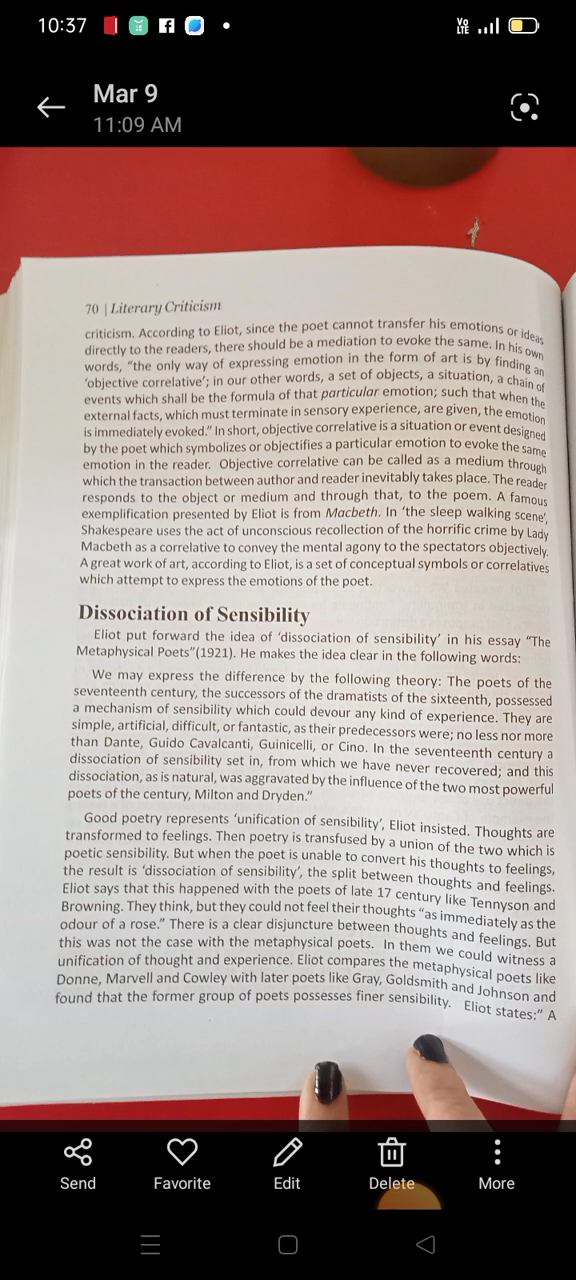 10:37
Vo LTE
Mar 9
11:09 AM
70 | Literary Criticism
criticism. According to Eliot, since the poet cannot transfer his emotions or ideas
directly to the readers, there should be a mediation to evoke the same. In his own
words, "the only way of expressing emotion in the form of art is by finding an
'objective correlative'; in our other words, a set of objects, a situation, a chain of
events which shall be the formula of that particular emotion; such that when the
external facts, which must terminate in sensory experience, are given, the emotion
is immediately evoked." In short, objective correlative is a situation or event designed
by the poet which symbolizes or objectifies a particular emotion to evoke the same
emotion in the reader. Objective correlative can be called as a medium through
which the transaction between author and reader inevitably takes place. The reader
responds to the object or medium and through that, to the poem. A famous
exemplification presented by Eliot is from Macbeth. In 'the sleep walking scene',
Shakespeare uses the act of unconscious recollection of the horrific crime by Lady
Macbeth as a correlative to convey the mental agony to the spectators objectively.
A great work of art, according to Eliot, is a set of conceptual symbols or correlatives
which attempt to express the emotions of the poet.
Dissociation of Sensibility
Eliot put forward the idea of 'dissociation of sensibility' in his essay "The
Metaphysical Poets"(1921). He makes the idea clear in the following words:
We may express the difference by the following theory: The poets of the
seventeenth century, the successors of the dramatists of the sixteenth, possessed
a mechanism of sensibility which could devour any kind of experience. They are
simple, artificial, difficult, or fantastic, as their predecessors were; no less nor more
than Dante, Guido Cavalcanti, Guinicelli, or Cino. In the seventeenth century a
dissociation of sensibility set in, from which we have never recovered; and this
dissociation, as is natural, was aggravated by the influence of the two most powerful
poets of the century, Milton and Dryden."
Good poetry represents 'unification of sensibility', Eliot insisted. Thoughts are
transformed to feelings. Then poetry is transfused by a union of the two which is
poetic sensibility. But when the poet is unable to convert his thoughts to feelings,
the result is 'dissociation of sensibility', the split between thoughts and feelings.
Eliot says that this happened with the poets of late 17 century like Tennyson and
Browning. They think, but they could not feel their thoughts "as immediately as the
odour of a rose." There is a clear disjuncture between thoughts and feelings. But
this was not the case with the metaphysical poets. In them we could witness a
unification of thought and experience. Eliot compares the metaphysical poets like
Donne, Marvell and Cowley with later poets like Gray, Goldsmith and Johnson and
found that the former group of poets possesses finer sensibility. Eliot states:" A
Send
Favorite
Edit
Delete
More